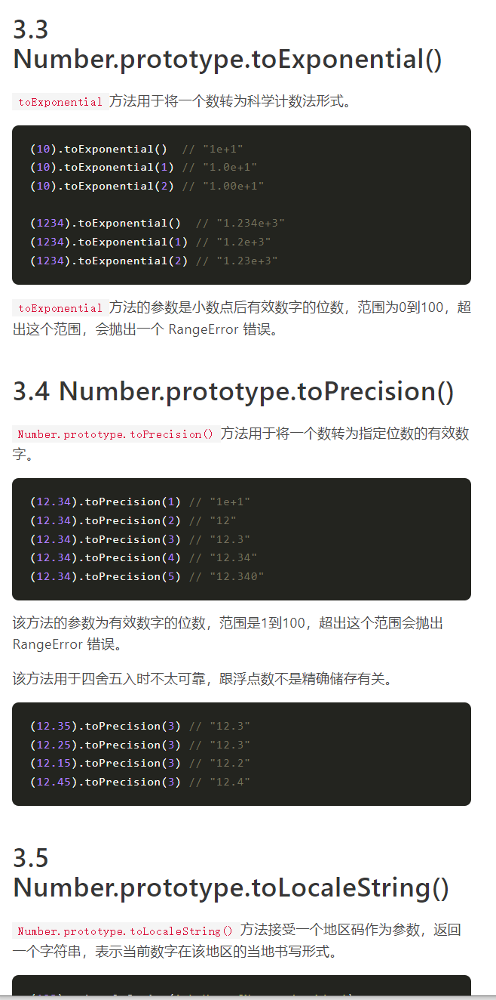 3.3
Number.prototype.toExponential()
toExponential 方法用于将一个数转为科学计数法形式。
(10).toExponential()  // "1e+1"
(10).toExponential(1) // "1.0e+1"
(10).toExponential(2) // "1.00e+1"
(1234).toExponential()  // "1.234e+3"
(1234).toExponential(1) // "1.2e+3"
(1234).toExponential(2) // "1.23e+3"
toExponential 方法的参数是小数点后有效数字的位数，范围为0到100，超
出这个范围，会抛出一个 RangeError 错误。
3.4 Number.prototype.toPrecision()
Number.prototype.toPrecision() 方法用于将一个数转为指定位数的有效数
字。
(12.34).toPrecision(1) // "1e+1"
(12.34).toPrecision(2) // "12"
(12.34).toPrecision(3) // "12.3"
(12.34).toPrecision(4) // "12.34"
(12.34).toPrecision(5) // "12.340"
该方法的参数为有效数字的位数，范围是1到100，超出这个范围会抛出
RangeError 错误。
该方法用于四舍五入时不太可靠，跟浮点数不是精确储存有关。
(12.35).toPrecision(3) // "12.3"
(12.25).toPrecision(3) // "12.3"
(12.15).toPrecision(3) // "12.2"
(12.45).toPrecision(3) // "12.4"
3.5
Number.prototype.toLocaleString()
Number.prototype.toLocaleString() 方法接受一个地区码作为参数，返回
一个字符串，表示当前数字在该地区的当地书写形式。